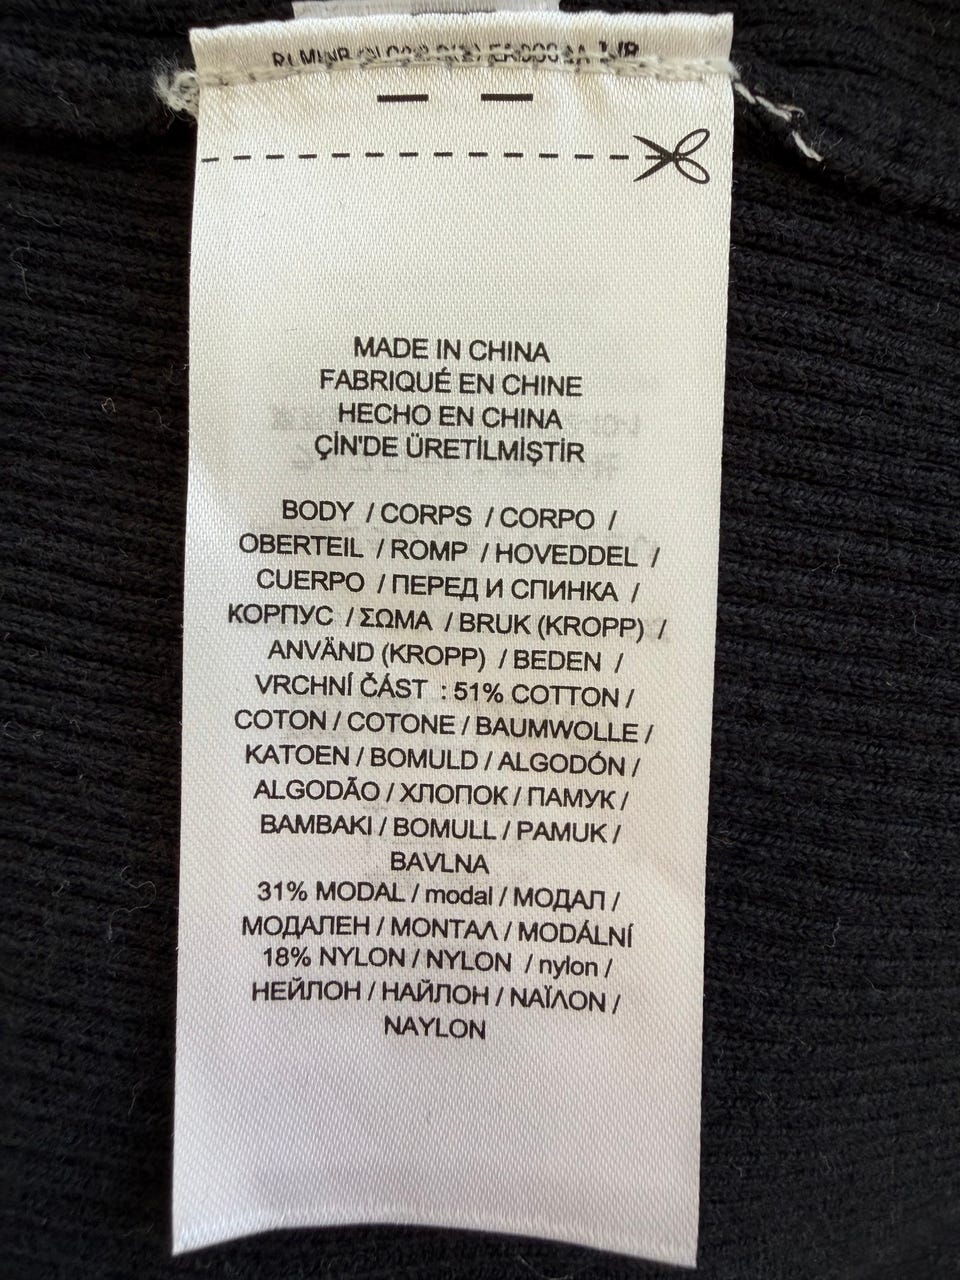 MADE IN CHINA
FABRIQUÉ EN CHINE
HECHO EN CHINA
ÇİN'DE ÜRETİLMİŞTİR
BODY / CORPS / CORPO /
OBERTEIL / ROMP / HOVEDDEL /
CUERPO / ПЕРЕД И СПИНКА /
КОРПУС / ΣΩΜΑ / BRUK (KROPP) /
ANVÄND (KROPP) / BEDEN /
VRCHNÍ ČÁST : 51% COTTON /
COTON / COTONE / BAUMWOLLE /
KATOEN / BOMULD / ALGODÓN /
ALGODÃO / ХЛОПОК / ПАМУК /
BAMBAKI / BOMULL / PAMUK /
BAVLNA
31% MODAL / modal / МОДАЛ /
МОДАЛЕН / ΜΟΝΤΑΛ / MODÁLNÍ
18% NYLON / NYLON / nylon /
НЕЙЛОН / НАЙЛОН / ΝΑΪΛΟΝ /
NAYLON